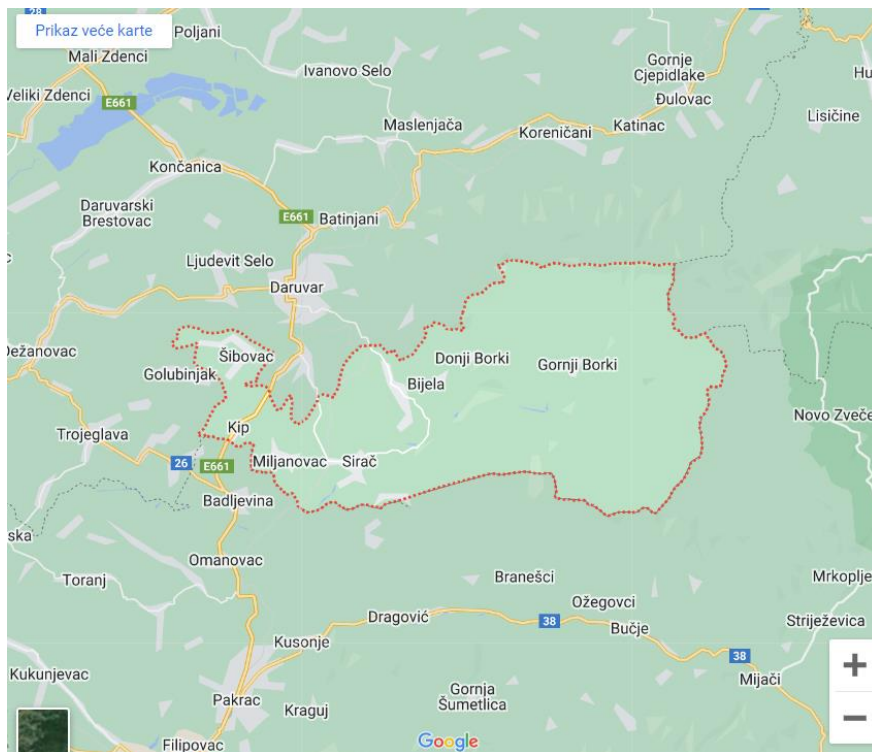 28
Prikaz veće karte
Poljani
Mali Zdenci
Ivanovo Selo
Gornje
Cjepidlake
Hu
Veliki Zdenci
E661
Đulovac
Lisičine
Maslenjača
Koreničani
Katinac
Končanica
Daruvarski
Brestovac
E661
Batinjani
Ljudevit Selo
Daruvar
Dežanovac
Šibovac
Golubinjak
Donji Borki
Gornji Borki
Bijela
Novo Zveče
Trojeglava
Kip
26
E661
Miljanovac
Sirač
Badljevina
ska
Omanovac
Toranj
Branešci
Mrkoplje
Ožegovci
Dragović
38
Bučje
Striježevica
Kusonje
38
Kukunjevac
Mijači
Pakrac
Kraguj
Gornja
Šumetlica
Filipovac
Google